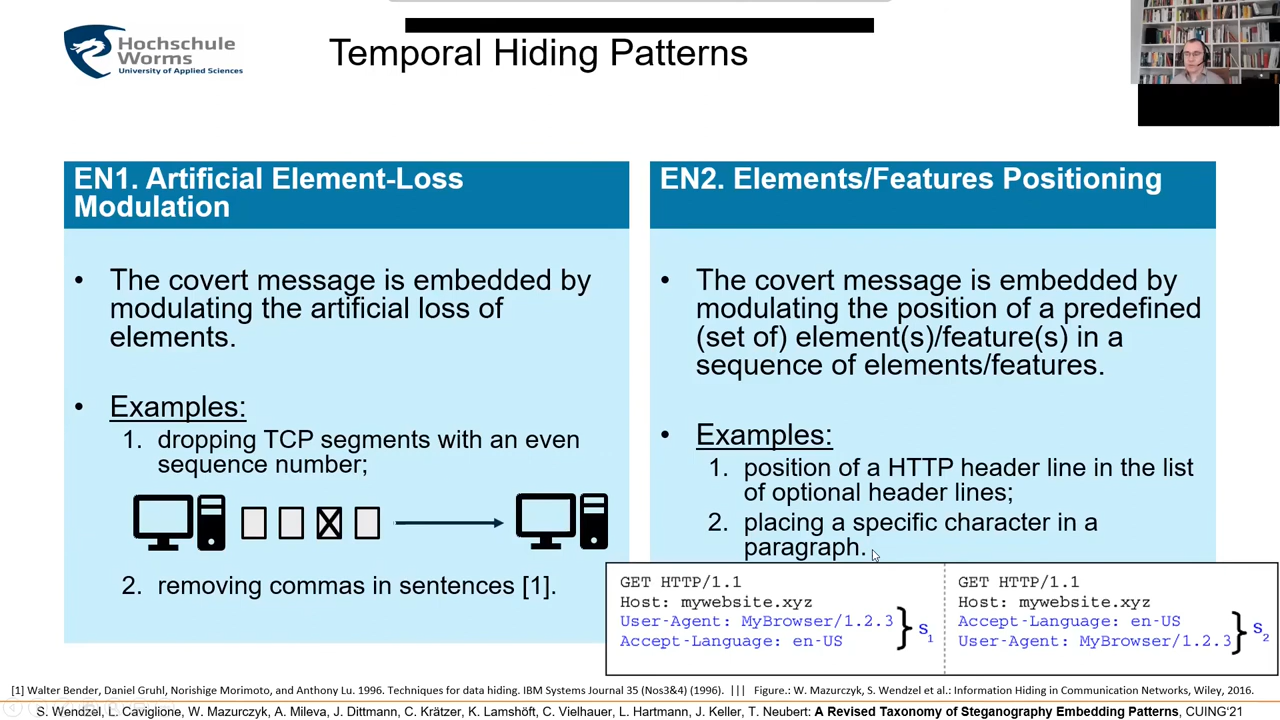 Hochschule
Worms
University of Applied Sciences
Temporal Hiding Patterns
EN1. Artificial Element-Loss
Modulation
• The covert message is embedded by
modulating the artificial loss of
elements.
• Examples:
1. dropping TCP segments with an even
sequence number;
2. removing commas in sentences [1].
EN2. Elements/Features Positioning
• The covert message is embedded by
modulating the position of a predefined
(set of) element(s)/feature(s) in a
sequence of elements/features.
• Examples:
1. position of a HTTP header line in the list
of optional header lines;
2. placing a specific character in a
paragraph.
GET HTTP/1.1
Host: mywebsite.xyz
User-Agent: MyBrowser/1.2.3
Accept-Language: en-US
S1
GET HTTP/1.1
Host: mywebsite.xyz
Accept-Language: en-US
User-Agent: MyBrowser/1.2.3
S2
[1] Walter Bender, Daniel Gruhl, Norishige Morimoto, and Anthony Lu. 1996. Techniques for data hiding. IBM Systems Journal 35 (Nos3&4) (1996). ||| Figure.: W. Mazurczyk, S. Wendzel et al.: Information Hiding in Communication Networks, Wiley, 2016.
S. Wendzel, L. Caviglione, W. Mazurczyk, A. Mileva, J. Dittmann, C. Krätzer, K. Lamshöft, C. Vielhauer, L. Hartmann, J. Keller, T. Neubert: A Revised Taxonomy of Steganography Embedding Patterns, CUING'21